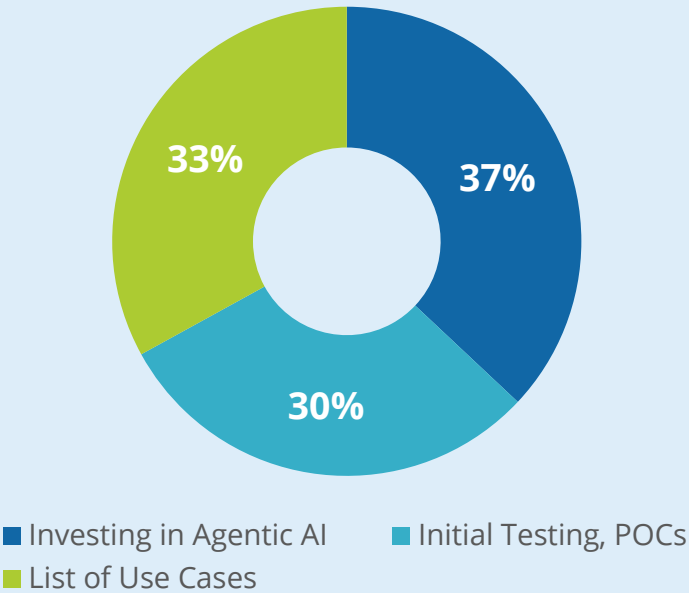 33%
37%
30%
Investing in Agentic AI
Initial Testing, POCs
List of Use Cases